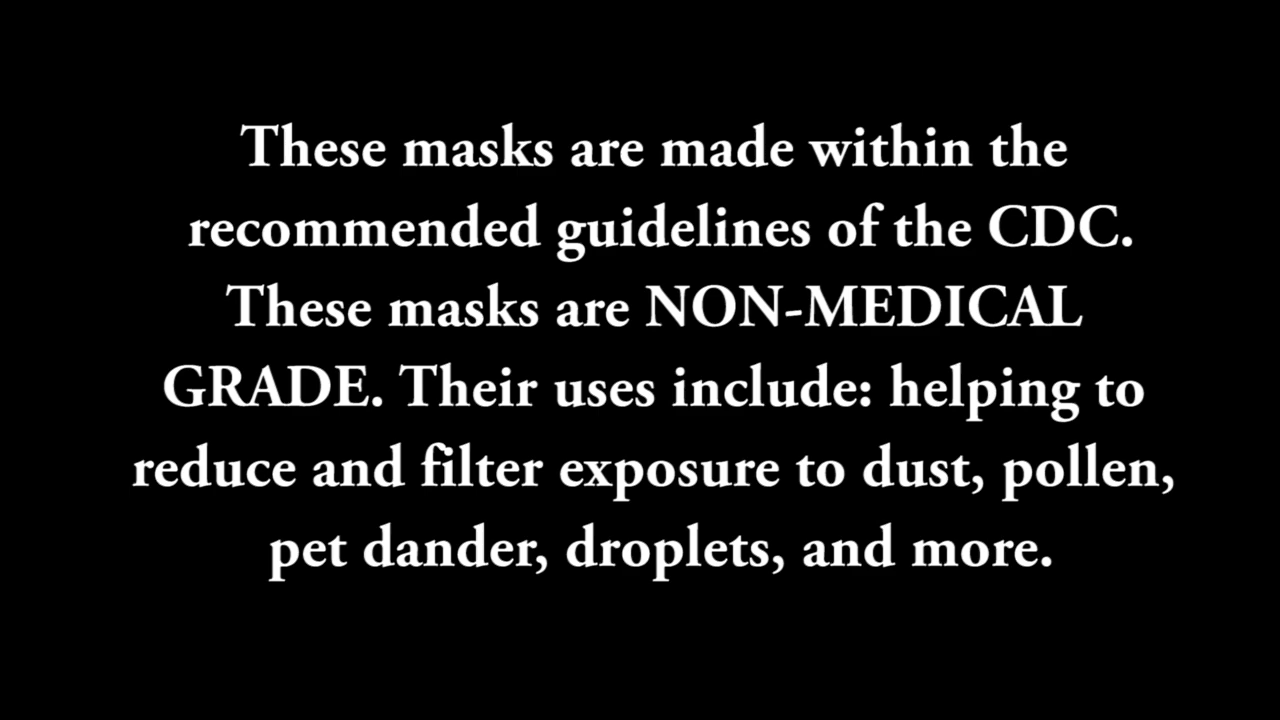 These masks are made within the
recommended guidelines of the CDC.
These masks are NON-MEDICAL
GRADE. Their uses include: helping to
reduce and filter exposure to dust, pollen,
pet dander, droplets, and more.